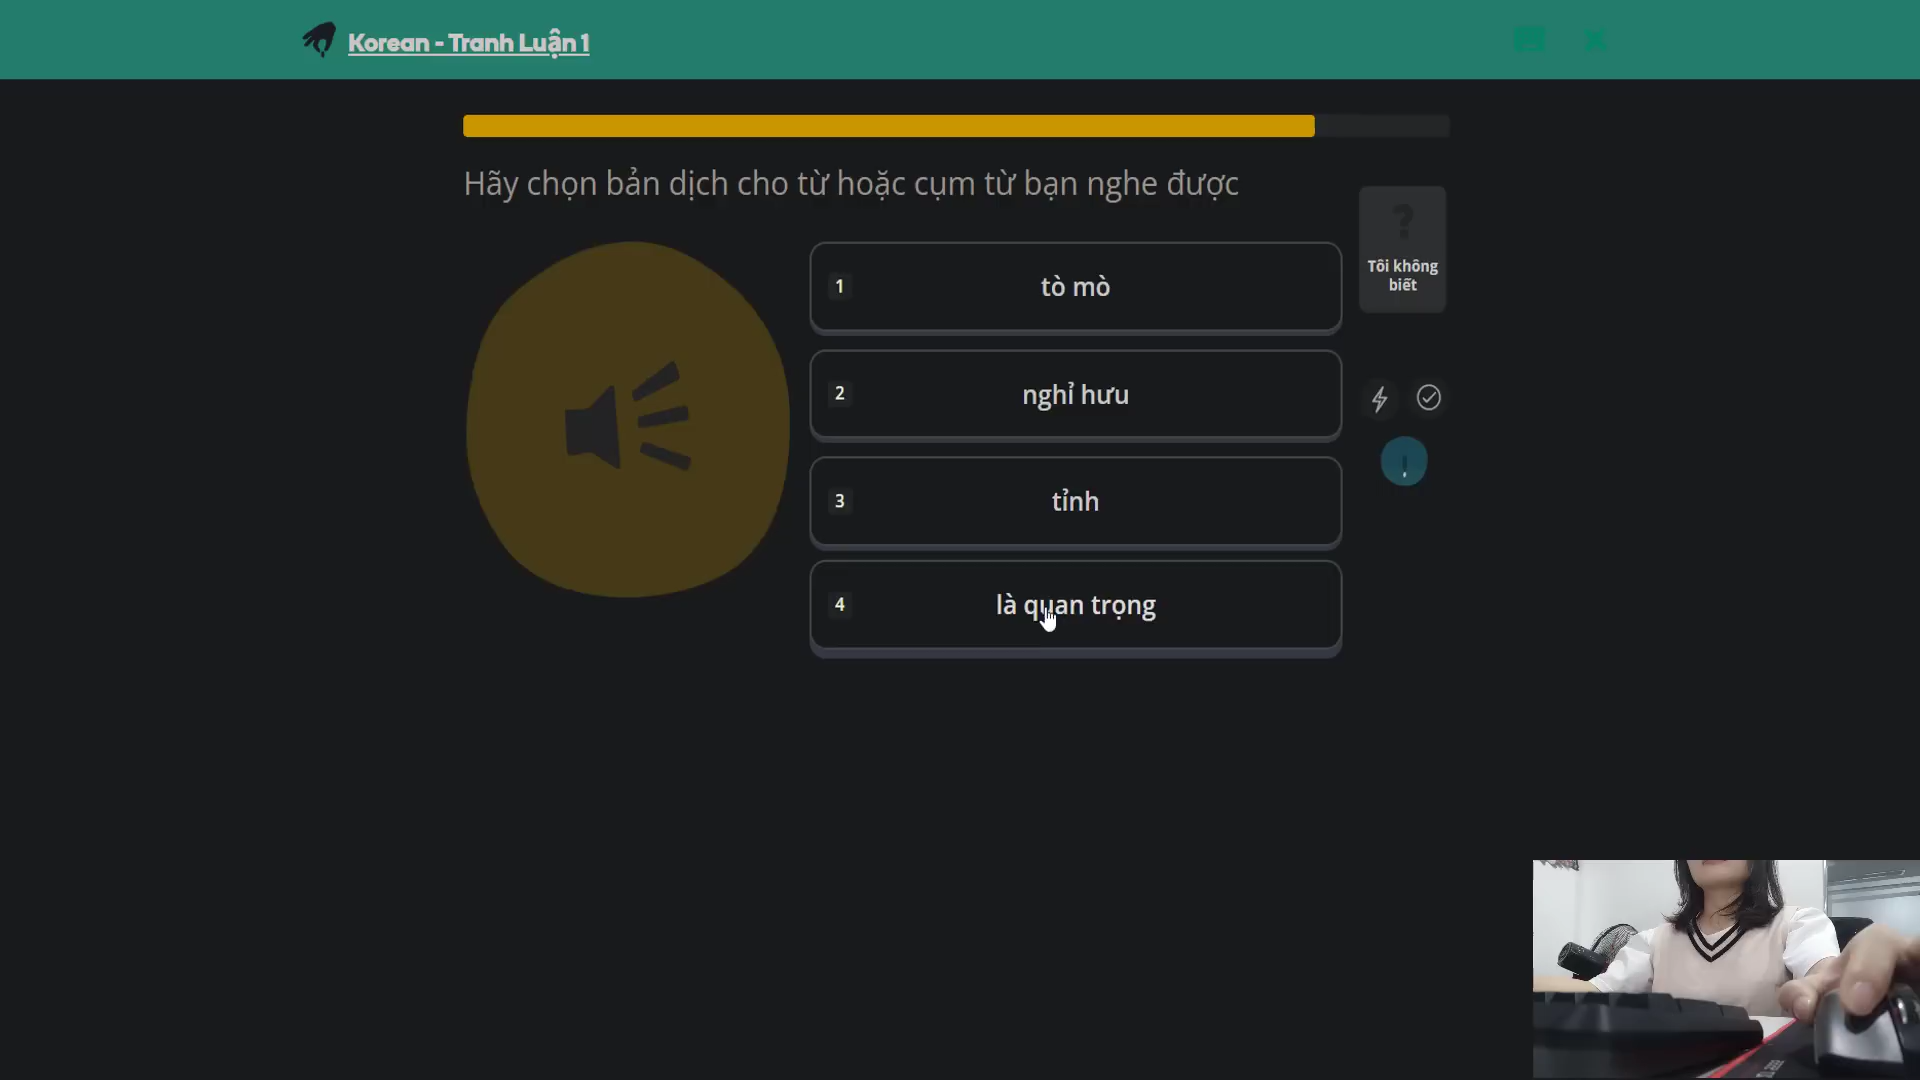 Korean - Tranh Luận 1
Hãy chọn bản dịch cho từ hoặc cụm từ bạn nghe được
?
Tôi không
biết
1 tò mò
2 nghỉ hưu
3 tỉnh
4 là quan trọng